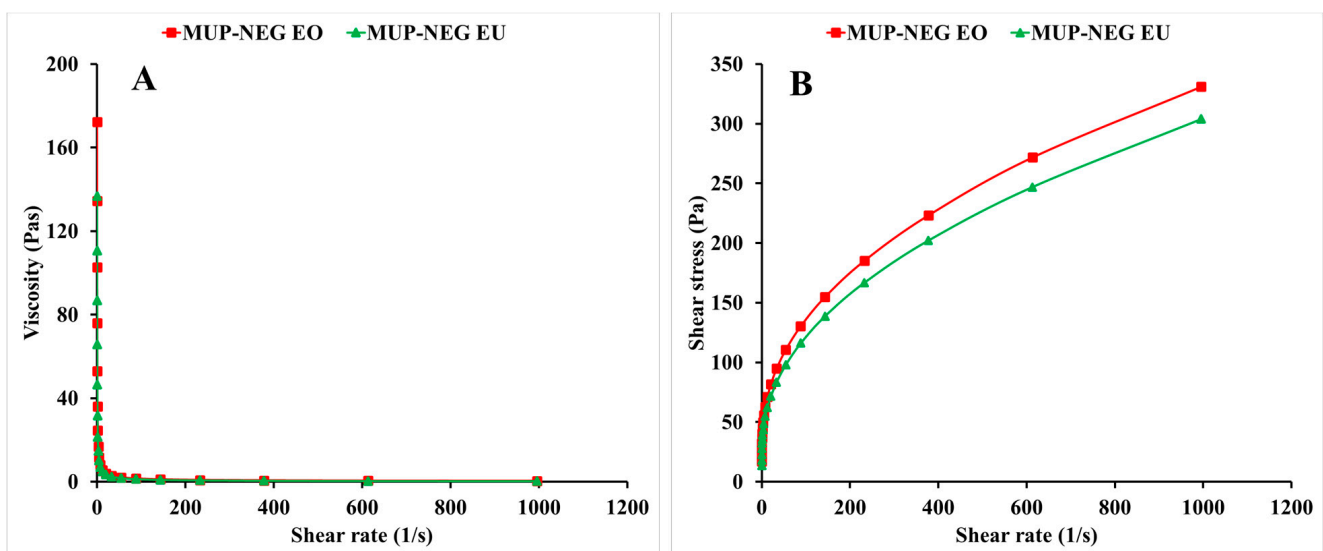 MUP-NEG EO MUP-NEG EU
A
Viscosity (Pas)
200
160
120
80
40
0
0 200 400 600 800 1000 1200
Shear rate (1/s)
MUP-NEG EO MUP-NEG EU
B
Shear stress (Pa)
350
300
250
200
150
100
50
0
0 200 400 600 800 1000 1200
Shear rate (1/s)